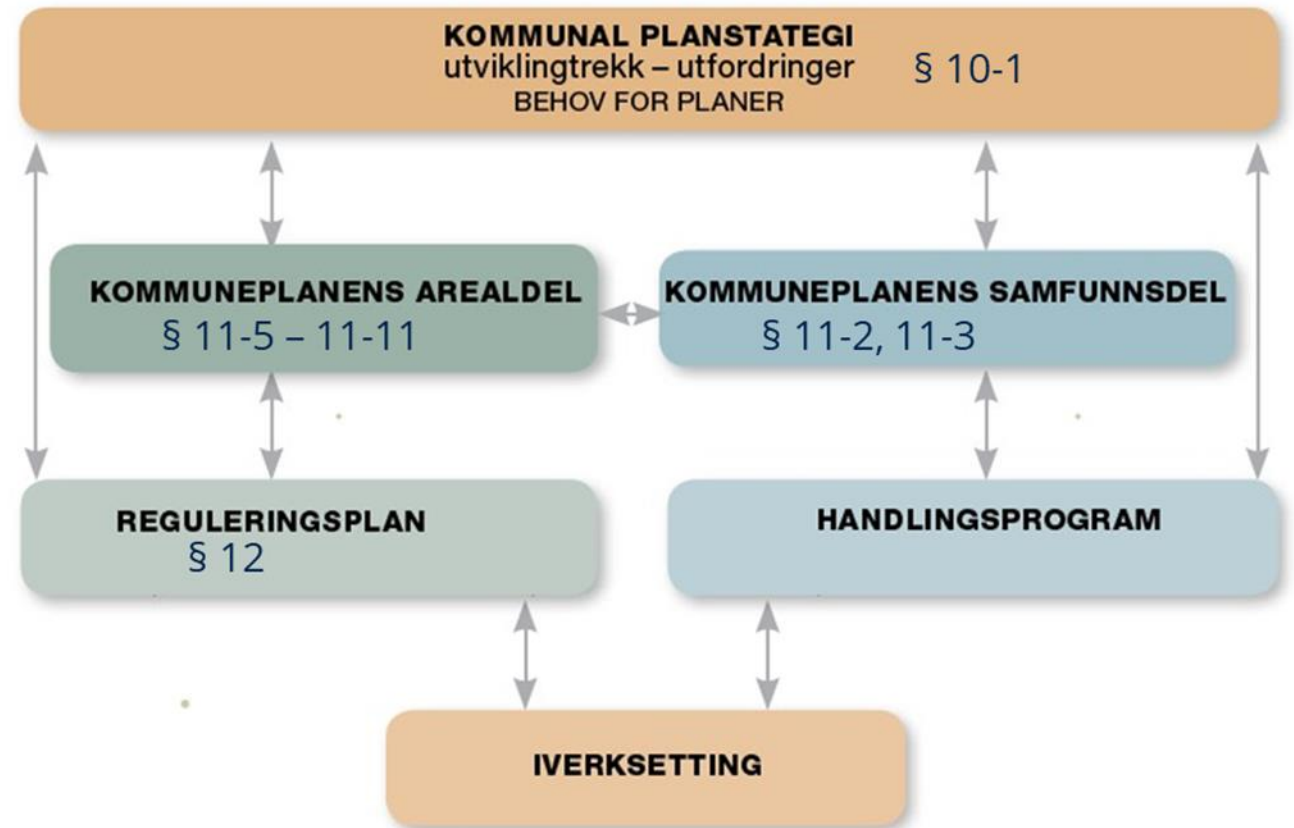 KOMMUNAL PLANSTATEGI
utviklingtrekk – utfordringer § 10-1
BEHOV FOR PLANER
KOMMUNEPLANENS AREALDEL
§ 11-5 – 11-11
KOMMUNEPLANENS SAMFUNNSDEL
§ 11-2, 11-3
REGULERINGSPLAN
§ 12
HANDLINGSPROGRAM
IVERKSETTING